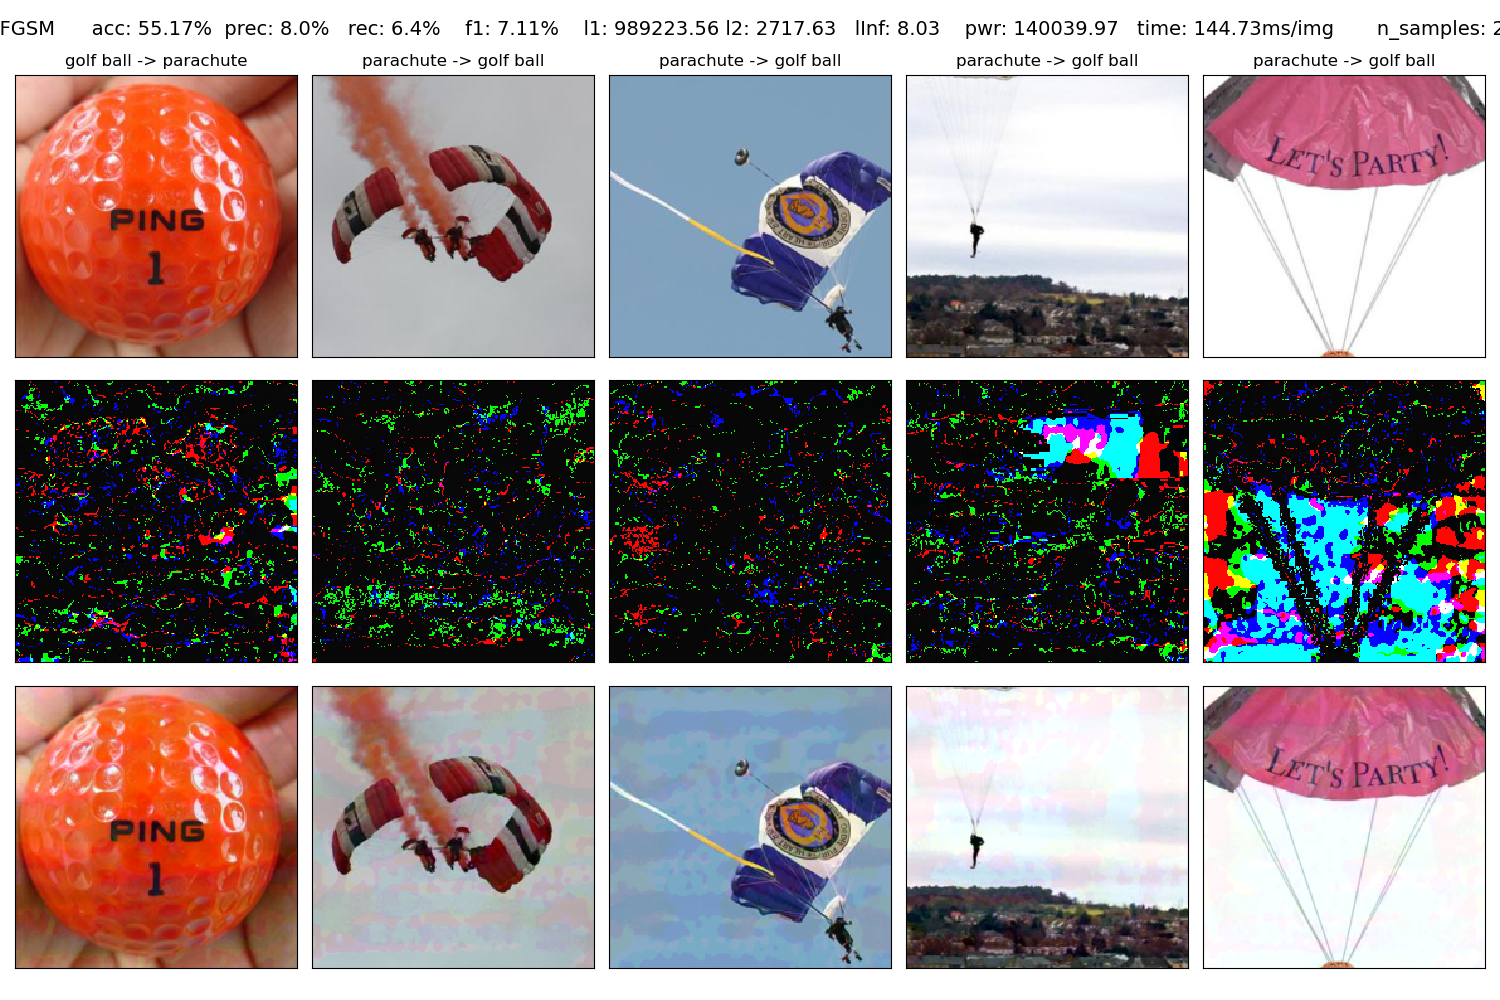 FGSM acc: 55.17% prec: 8.0% rec: 6.4% f1: 7.11% l1: 989223.56 l2: 2717.63 lInf: 8.03 pwr: 140039.97 time: 144.73ms/img n_samples: 2
golf ball -> parachute
parachute -> golf ball
parachute -> golf ball
parachute -> golf ball
parachute -> golf ball
PING
1
LET'S PARTY!
PING
1
LET'S PARTY!